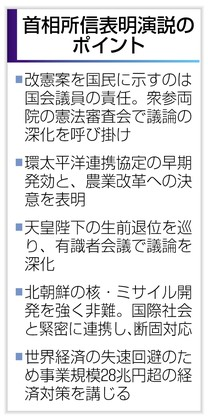 首相所信表明演説の
ポイント
■改憲案を国民に示すのは
国会議員の責任。衆参両
院の憲法審査会で議論の
深化を呼び掛け
■環太平洋連携協定の早期
発効と、農業改革への決
意を表明
■天皇陛下の生前退位を巡
り、有識者会議で議論を
深化
■北朝鮮の核・ミサイル開
発を強く非難。国際社会
と緊密に連携し、断固対応
■世界経済の失速回避のた
め事業規模28兆円超の経
済対策を講じる